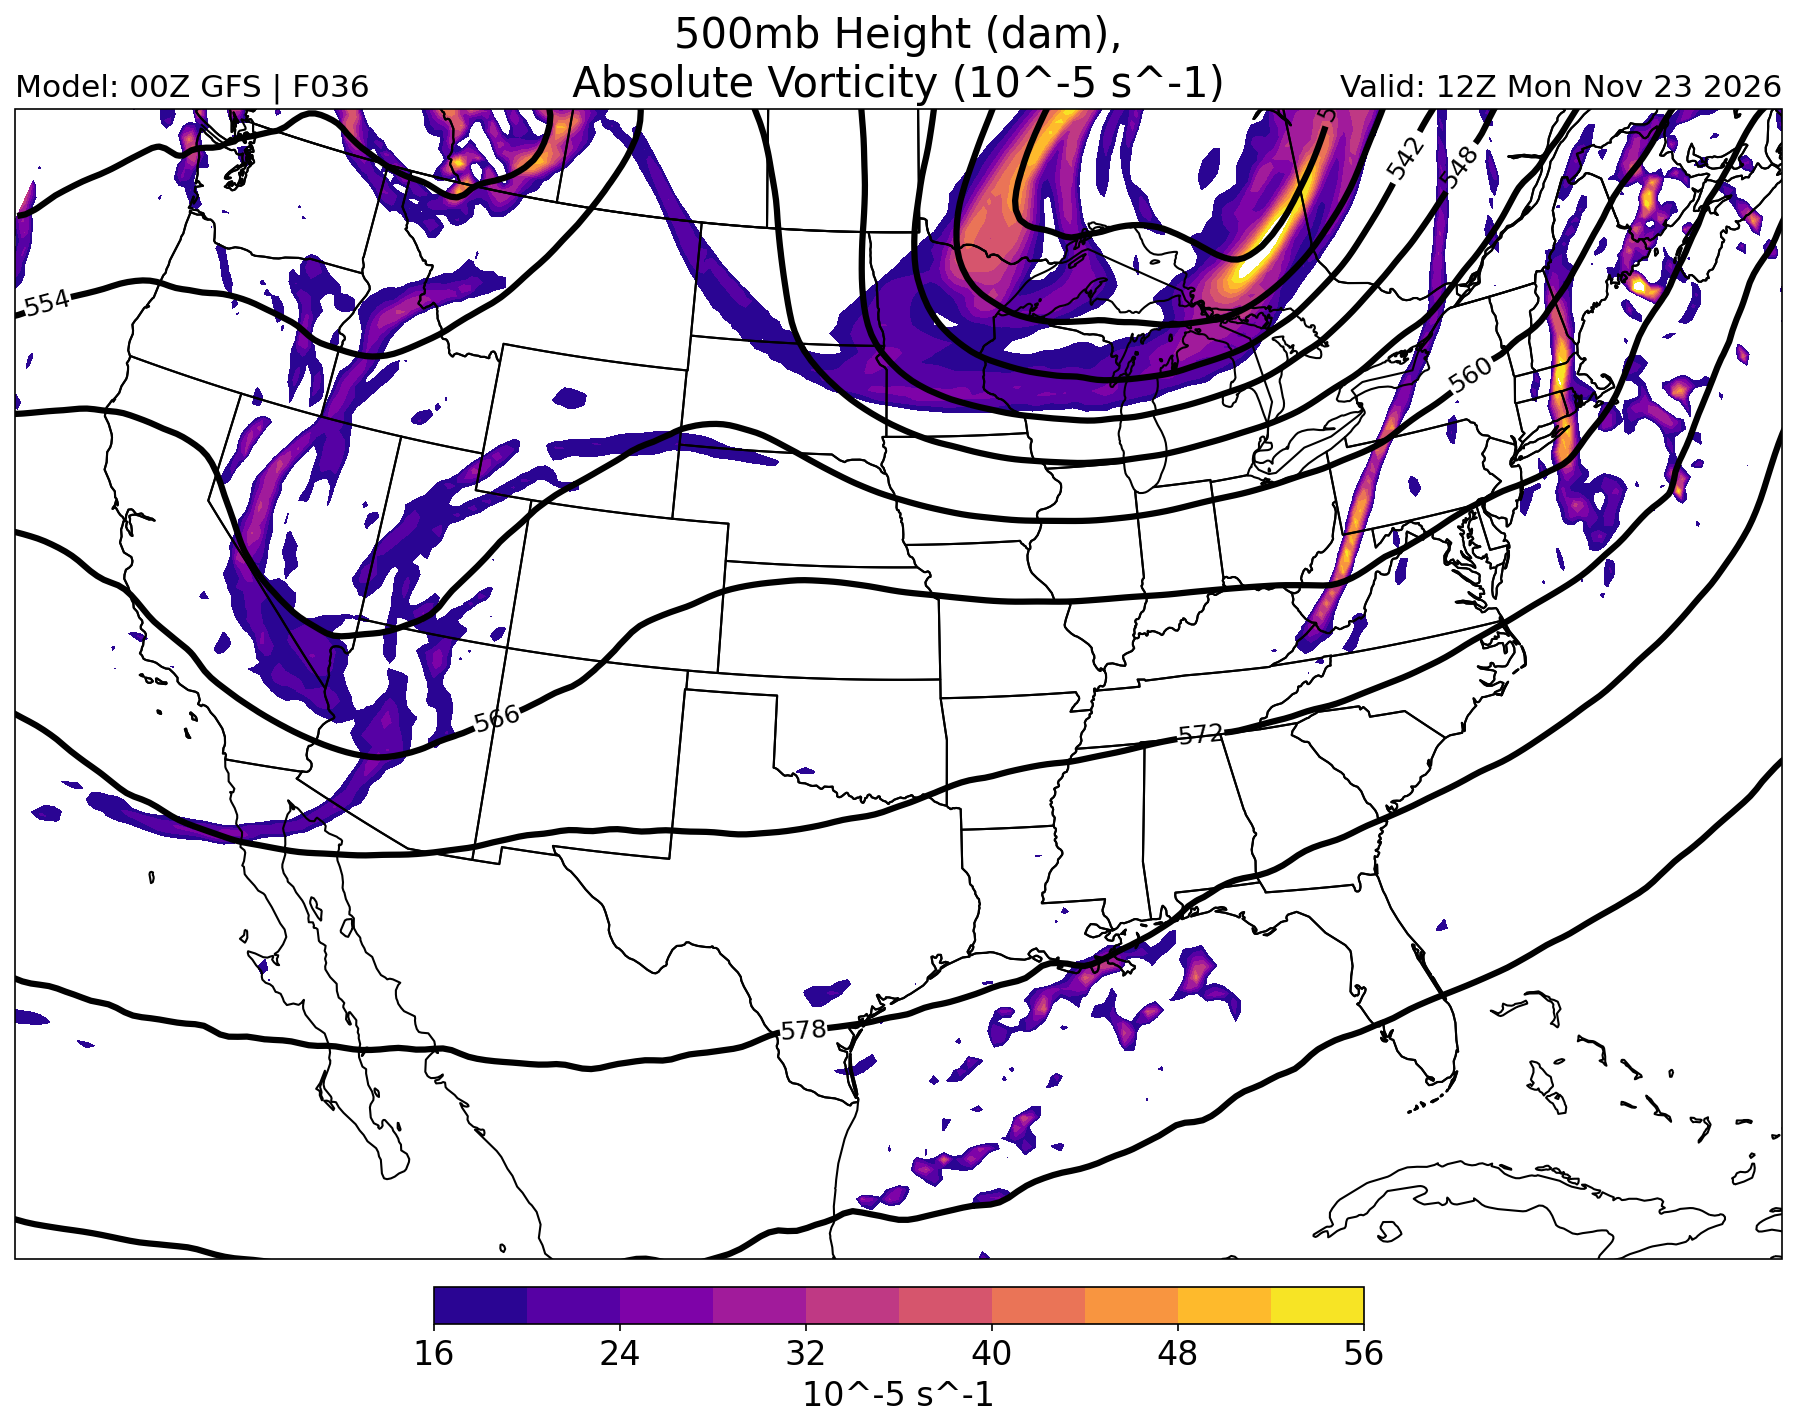 500mb Height (dam),
Absolute Vorticity (10^-5 s^-1)
Model: 00Z GFS | F036
Valid: 12Z Mon Nov 23 2026
542
548
554
560
566
572
578
16 24 32 40 48 56
10^-5 s^-1